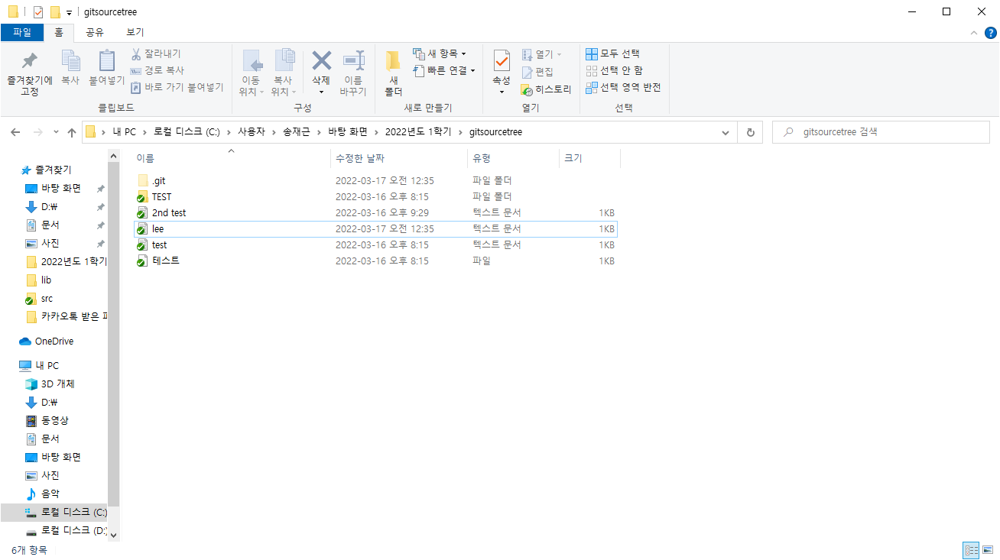 gitsourcetree
파일 홈 공유 보기
즐겨찾기에 고정
복사
붙여넣기
잘라내기
경로 복사
바로 가기 붙여넣기
클립보드
이동 위치
복사 위치
삭제
이름 바꾸기
구성
새 폴더
새 항목
빠른 연결
새로 만들기
속성
열기
편집
히스토리
열기
모두 선택
선택 안 함
선택 영역 반전
선택
내 PC > 로컬 디스크 (C:) > 사용자 > 송재근 > 바탕 화면 > 2022년도 1학기 > gitsourcetree
gitsourcetree 검색
즐겨찾기
바탕 화면
D:₩
문서
사진
2022년도 1학기
lib
src
카카오톡 받은
OneDrive
내 PC
3D 개체
D:₩
동영상
문서
바탕 화면
사진
음악
로컬 디스크 (C:)
로컬 디스크 (D:)
이름 수정한 날짜 유형 크기
.git 2022-03-17 오전 12:35 파일 폴더
TEST 2022-03-16 오후 8:15 파일 폴더
2nd test 2022-03-16 오후 9:29 텍스트 문서 1KB
lee 2022-03-17 오전 12:35 텍스트 문서 1KB
test 2022-03-16 오후 8:15 텍스트 문서 1KB
테스트 2022-03-16 오후 8:15 파일 1KB
6개 항목